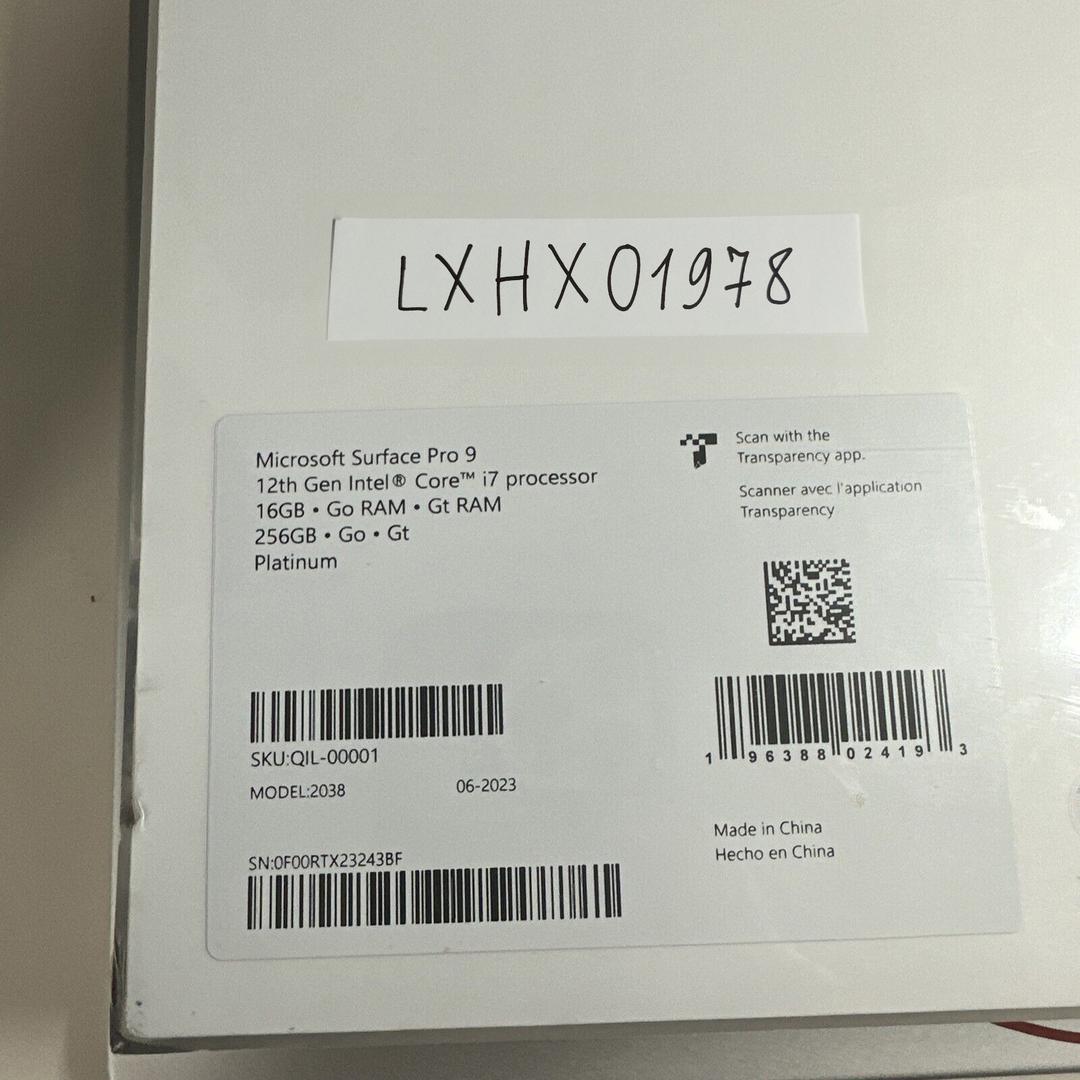 LXHX01978
Microsoft Surface Pro 9
12th Gen Intel® Core™ i7 processor
16GB • Go RAM • Gt RAM
256GB • Go • Gt
Platinum
Scan with the
Transparency app.
Scanner avec l'application
Transparency
SKU:QIL-00001
MODEL:2038 06-2023
1 96388 02419 3
SN:0F00RTX23243BF
Made in China
Hecho en China